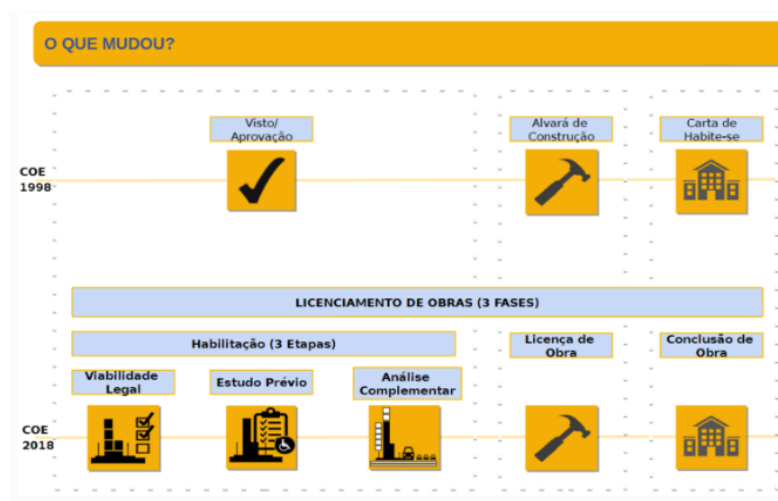 O QUE MUDOU?
Visto/
Aprovação
Alvará de
Construção
Carta de
Habite-se
COE
1998
LICENCIAMENTO DE OBRAS (3 FASES)
Habilitação (3 Etapas)
Licença de
Obra
Conclusão de
Obra
Viabilidade
Legal
Estudo Prévio
Análise
Complementar
COE
2018